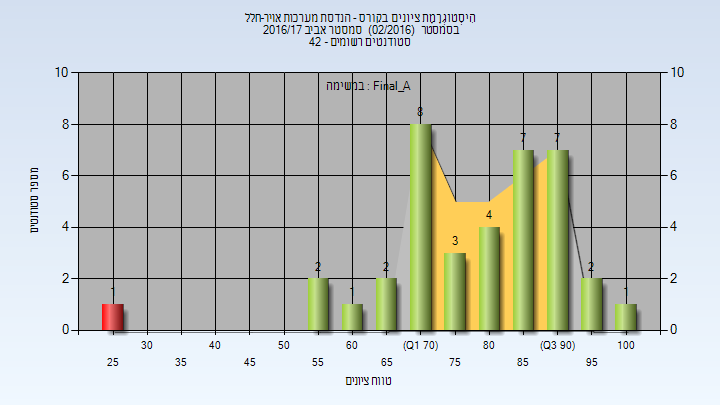 היסטוגרמת ציונים בקורס - הנדסת מערכות אויר-חלל
בסמסטר (02/2016) סמסטר אביב 2016/17
סטודנטים רשומים - 42
במשימה : Final_A
10 10
8 8
6 6
4 4
2 2
0 0
1 2 1 2 8 3 4 7 7 2 1
מספר סטודנטים
30 40 50 60 (Q1 70) 80 (Q3 90) 100
25 35 45 55 65 75 85 95
טווח ציונים